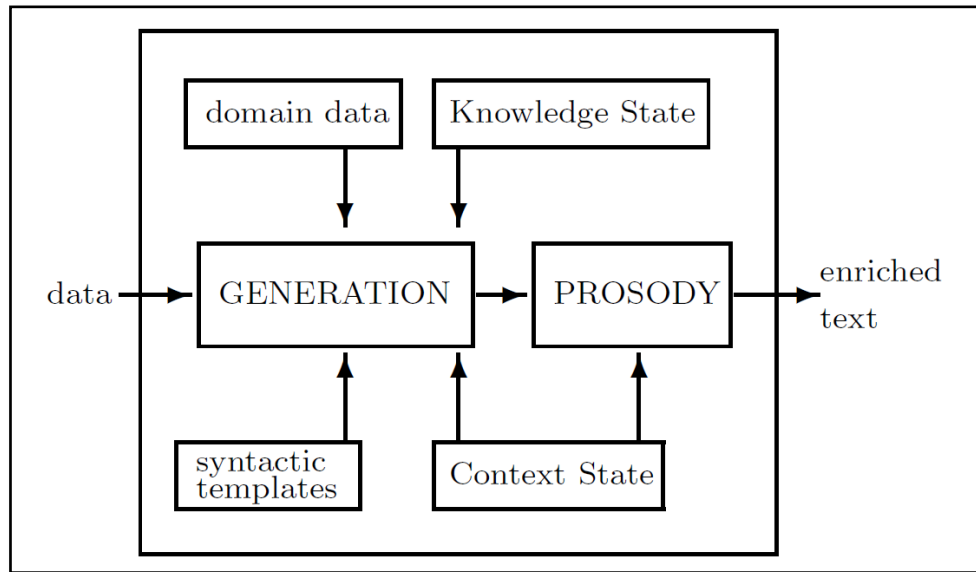 domain data
Knowledge State
data
GENERATION
PROSODY
enriched
text
syntactic
templates
Context State